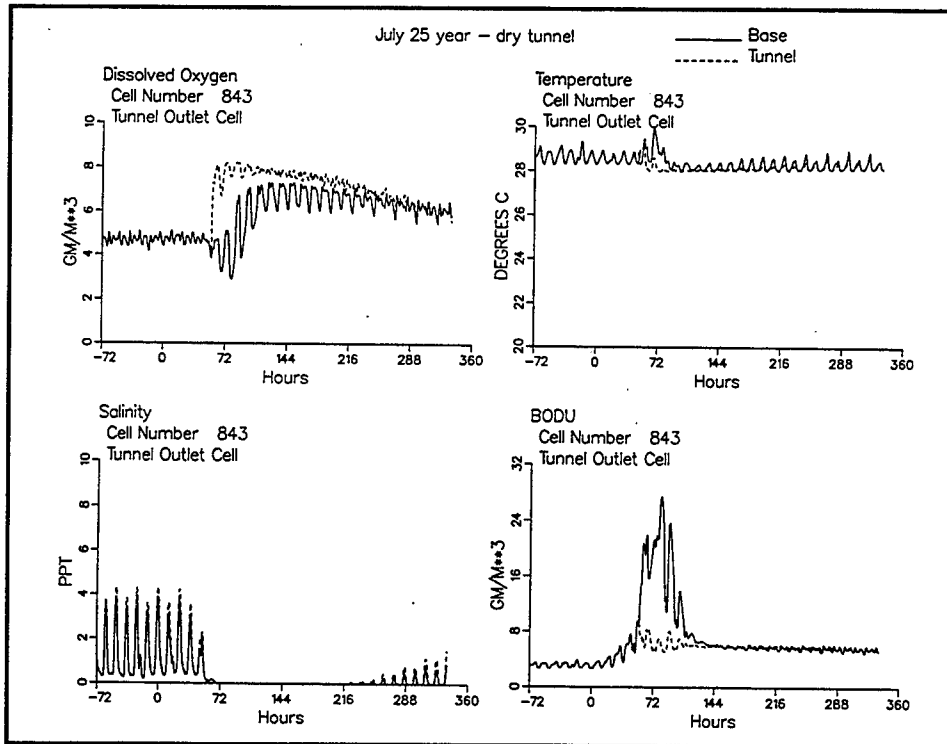 July 25 year - dry tunnel
Base
Tunnel
Dissolved Oxygen
Cell Number 843
Tunnel Outlet Cell
10
8
6
4
2
0
GM/M**3
-72 0 72 144 216 288 360
Hours
Temperature
Cell Number 843
Tunnel Outlet Cell
30
28
26
24
22
20
DEGREES C
-72 0 72 144 216 288 360
Hours
Salinity
Cell Number 843
Tunnel Outlet Cell
10
8
6
4
2
0
PPT
-72 0 72 144 216 288 360
Hours
BODU
Cell Number 843
Tunnel Outlet Cell
32
24
16
8
0
GM/M**3
-72 0 72 144 216 288 360
Hours